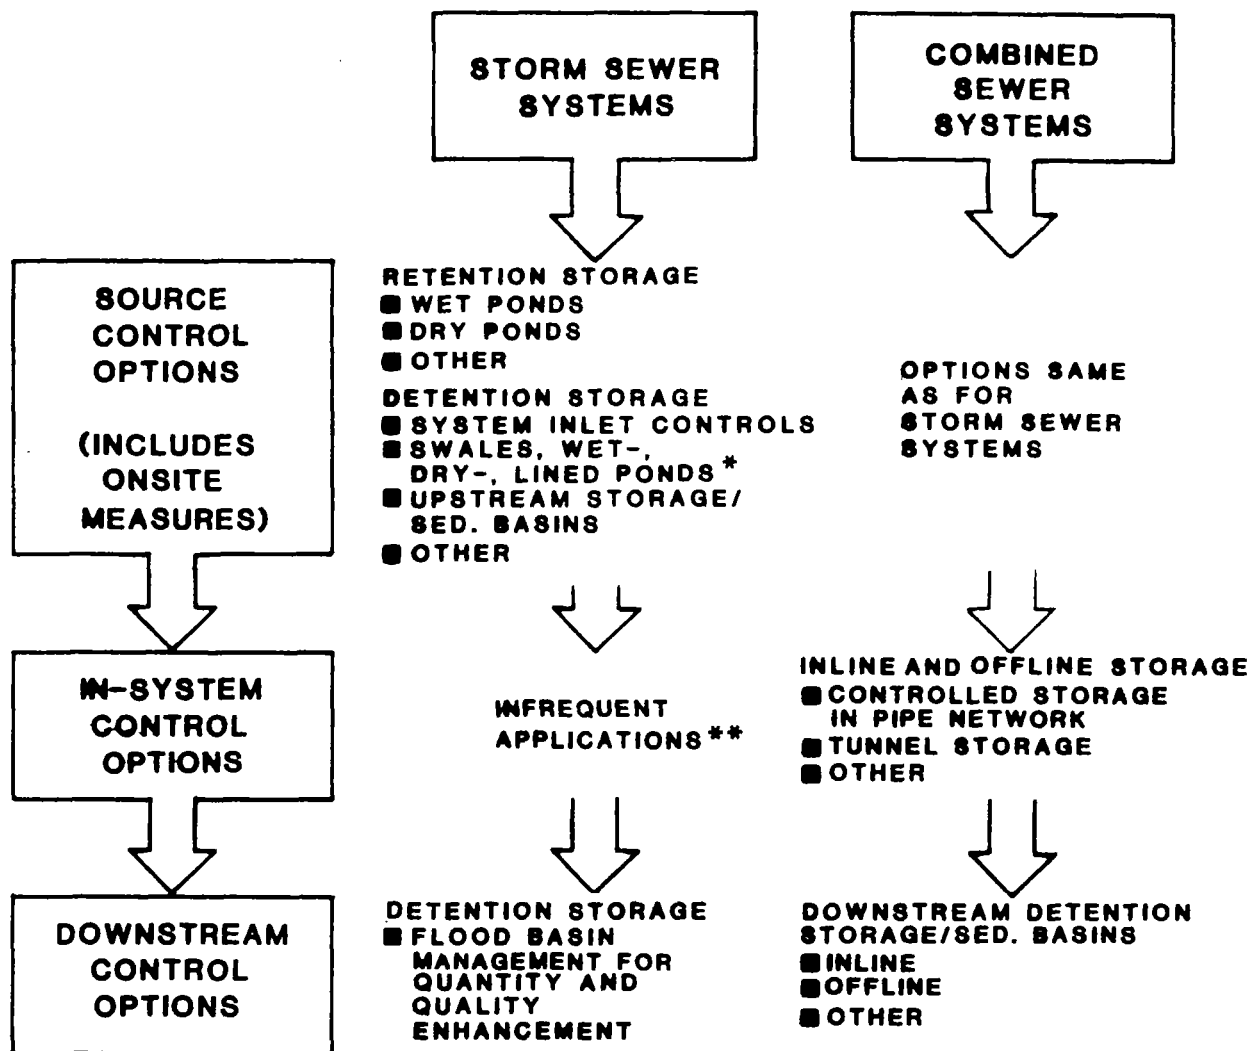 STORM SEWER
SYSTEMS
COMBINED
SEWER
SYSTEMS
SOURCE
CONTROL
OPTIONS
(INCLUDES
ONSITE
MEASURES)
RETENTION STORAGE
■ WET PONDS
■ DRY PONDS
■ OTHER
DETENTION STORAGE
■ SYSTEM INLET CONTROLS
■ SWALES, WET-,
DRY-, LINED PONDS*
■ UPSTREAM STORAGE/
SED. BASINS
■ OTHER
OPTIONS SAME
AS FOR
STORM SEWER
SYSTEMS
IN-SYSTEM
CONTROL
OPTIONS
INFREQUENT
APPLICATIONS**
INLINE AND OFFLINE STORAGE
■ CONTROLLED STORAGE
IN PIPE NETWORK
■ TUNNEL STORAGE
■ OTHER
DOWNSTREAM
CONTROL
OPTIONS
DETENTION STORAGE
■ FLOOD BASIN
MANAGEMENT FOR
QUANTITY AND
QUALITY
ENHANCEMENT
DOWNSTREAM DETENTION
STORAGE/SED. BASINS
■ INLINE
■ OFFLINE
■ OTHER